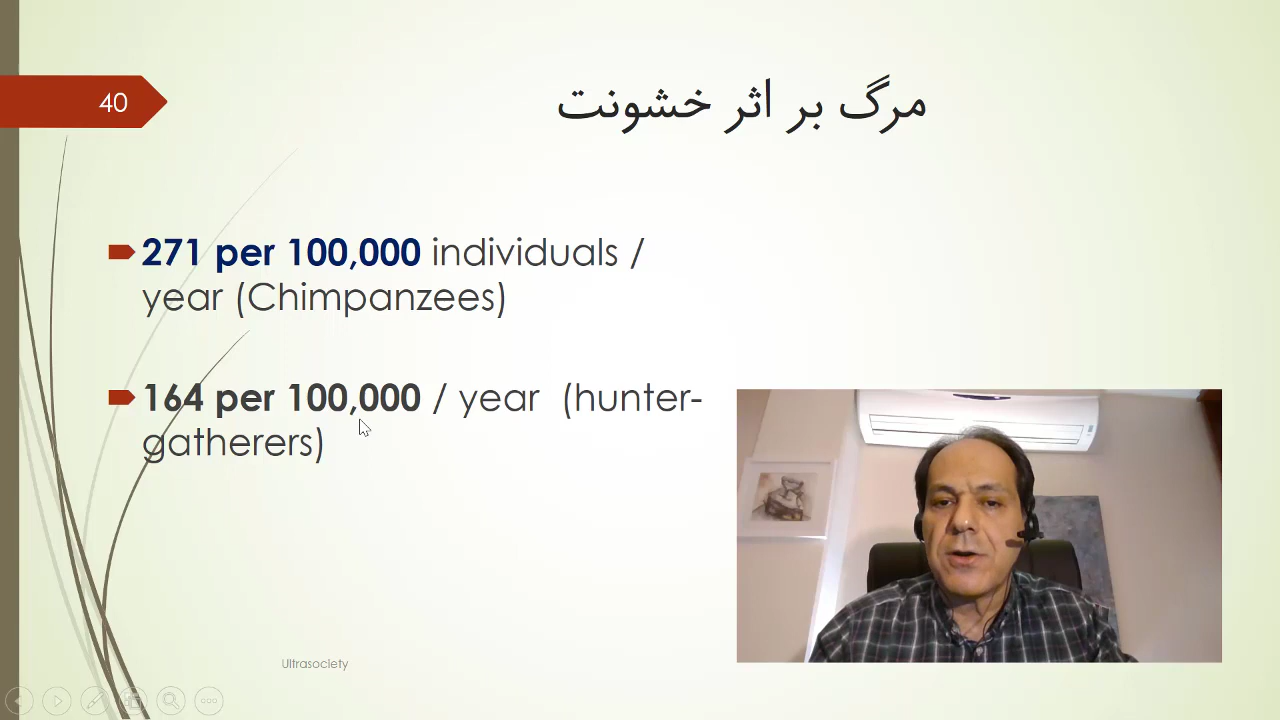 40
مرگ بر اثر خشونت
271 per 100,000 individuals /
year (Chimpanzees)
164 per 100,000 / year (hunter-
gatherers)
Ultrasociety